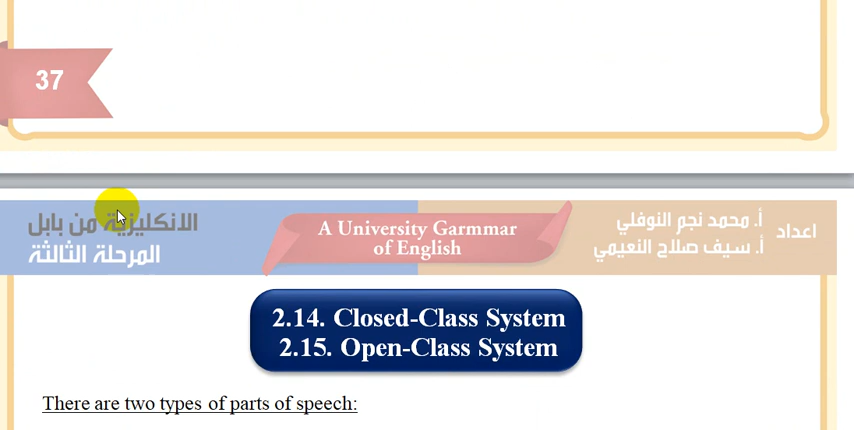 37
الانكليزية من بابل
المرحلة الثالثة
A University Garmmar
of English
اعداد
أ. محمد نجم النوفلي
أ. سيف صلاح النعيمي
2.14. Closed-Class System
2.15. Open-Class System
There are two types of parts of speech: